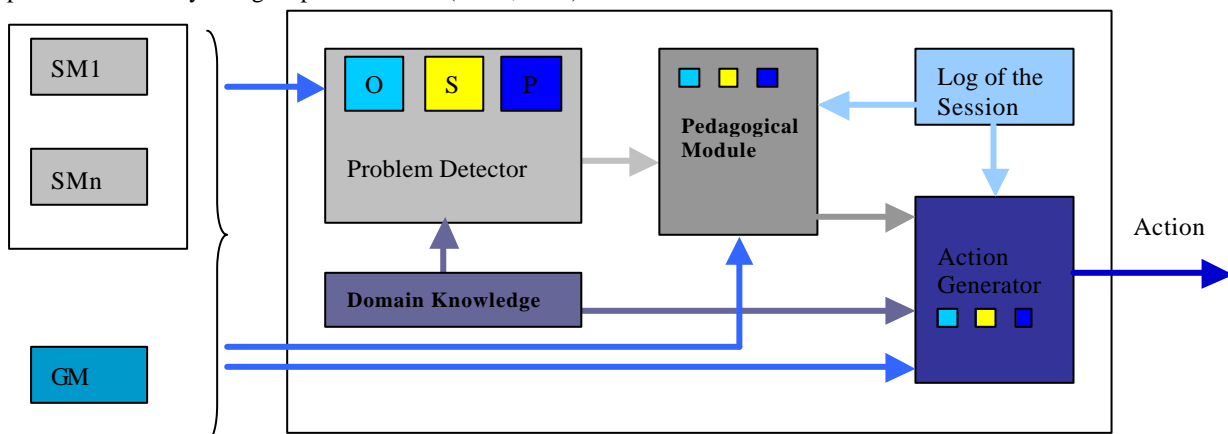 SM1
SMn
GM
O S P
Problem Detector
Domain Knowledge
Pedagogical
Module
Log of the
Session
Action
Generator
Action